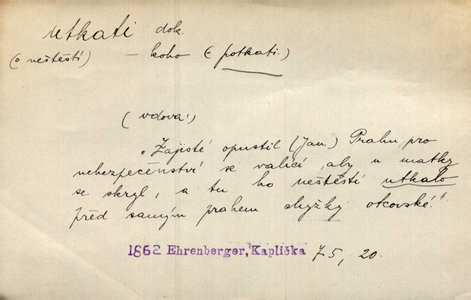 utkati dok.
(o neštěstí) – koho (= potkati.)
(vdova:)
"Zajisté opustil (Jan) Prahu pro
nebezpečenství se valící, aby u matky
se skryl, a tu ho neštěstí utkalo
před samým prahem chyžky otcovské."
1862 Ehrenberger, Kaplička 75, 20.